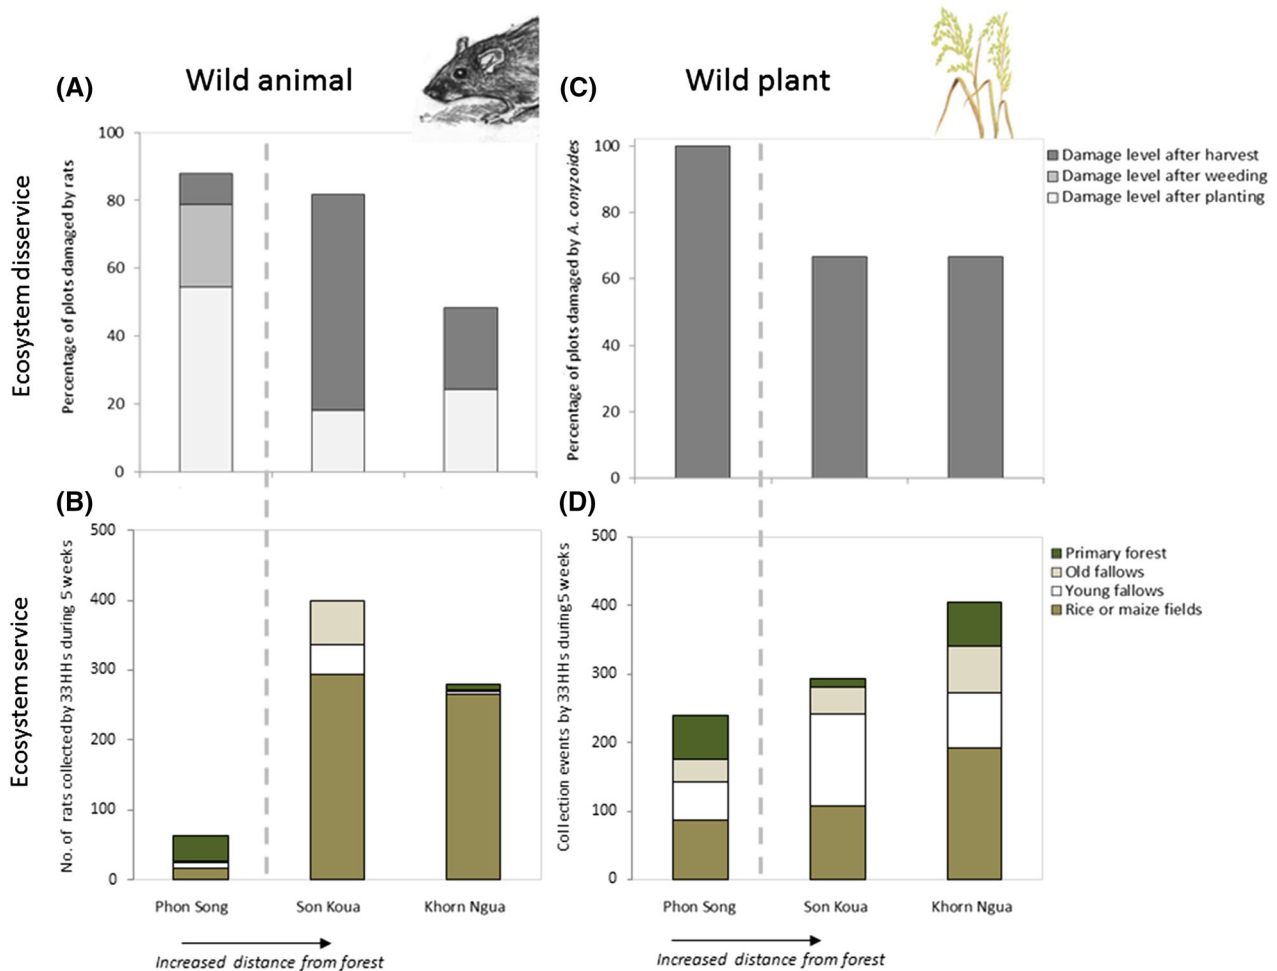 (A)
Wild animal
Ecosystem disservice
Percentage of plots damaged by rats
100
80
60
40
20
0
(C)
Wild plant
Percentage of plots damaged by A. conyzoides
100
80
60
40
20
0
Damage level after harvest
Damage level after weeding
Damage level after planting
(B)
Ecosystem service
No. of rats collected by 33HHs during 5 weeks
500
400
300
200
100
0
Phon Song
Son Koua
Khorn Ngua
Increased distance from forest
(D)
Collection events by 33HHs during5 weeks
500
400
300
200
100
0
Primary forest
Old fallows
Young fallows
Rice or maize fields
Phon Song
Son Koua
Khorn Ngua
Increased distance from forest